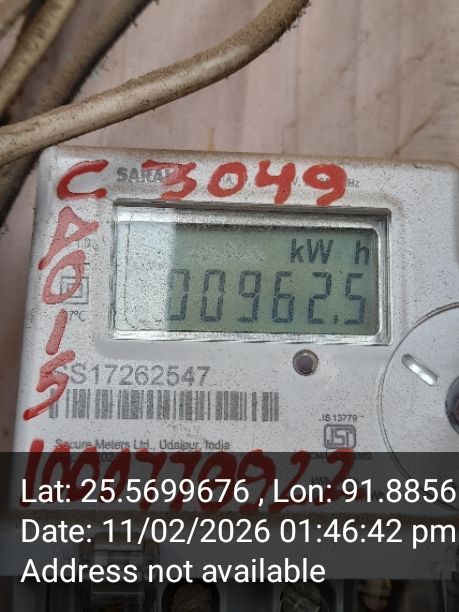 C 3049
kW h
00962.5
SS17262547
IS 13779
Secure Meters Ltd., Udaipur, India
Lat: 25.5699676 , Lon: 91.8856
Date: 11/02/2026 01:46:42 pm
Address not available